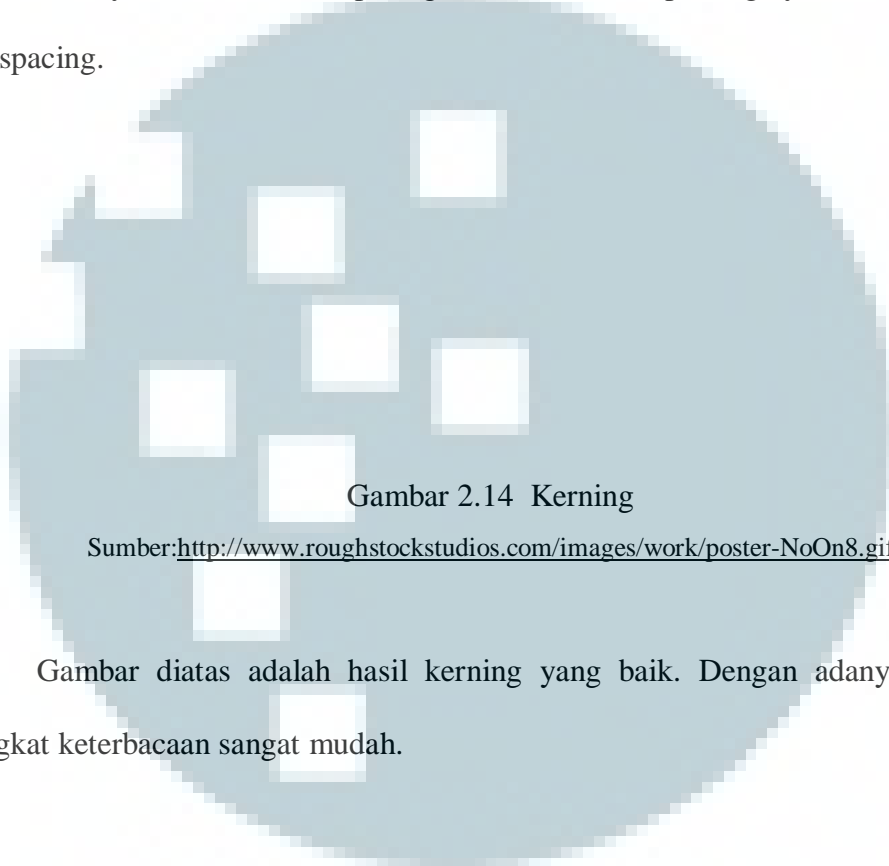 spacing.
Gambar 2.14 Kerning
Sumber:http://www.roughstockstudios.com/images/work/poster-NoOn8.gif
Gambar diatas adalah hasil kerning yang baik. Dengan adany
gkat keterbacaan sangat mudah.